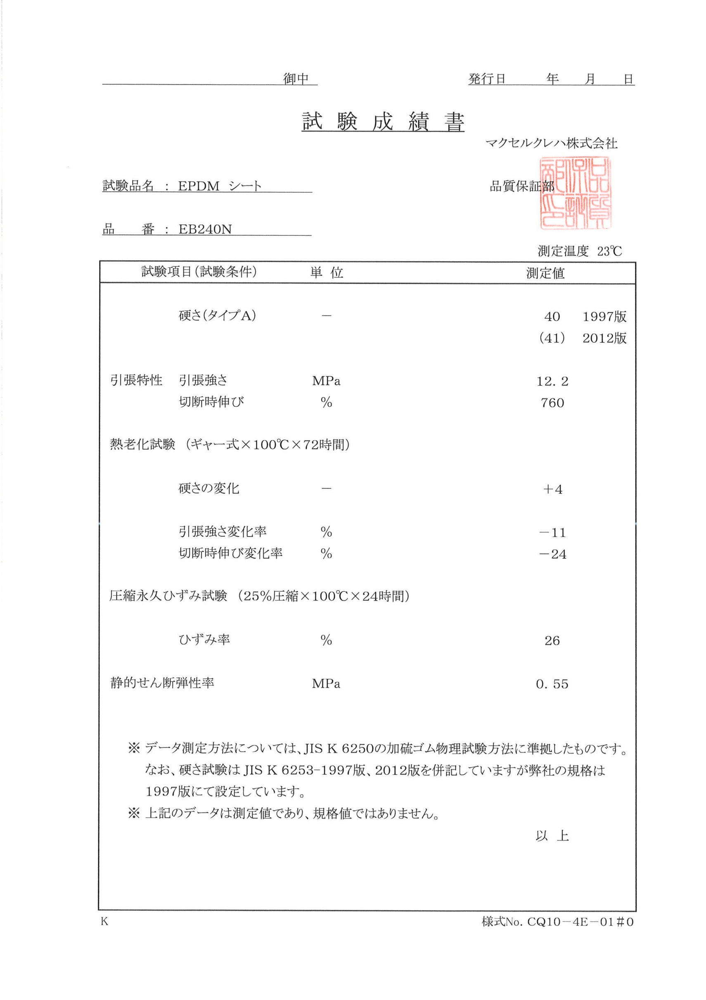 御中 発行日 年 月 日
試験成績書
マクセルクレハ株式会社
試験品名 : EPDM シート 品質保証部
品質保証部印
品 番 : EB240N
測定温度 23℃
試験項目(試験条件) 単 位 測定値
硬さ(タイプA) － 40 1997版
(41) 2012版
引張特性 引張強さ MPa 12.2
切断時伸び % 760
熱老化試験 (ギャー式×100℃×72時間)
硬さの変化 － +4
引張強さ変化率 % －11
切断時伸び変化率 % －24
圧縮永久ひずみ試験 (25%圧縮×100℃×24時間)
ひずみ率 % 26
静的せん断弾性率 MPa 0.55
※ データ測定方法については、JIS K 6250の加硫ゴム物理試験方法に準拠したものです。
なお、硬さ試験は JIS K 6253-1997版、2012版を併記していますが弊社の規格は
1997版にて設定しています。
※ 上記のデータは測定値であり、規格値ではありません。
以 上
K 様式No. CQ10－4E－01#0